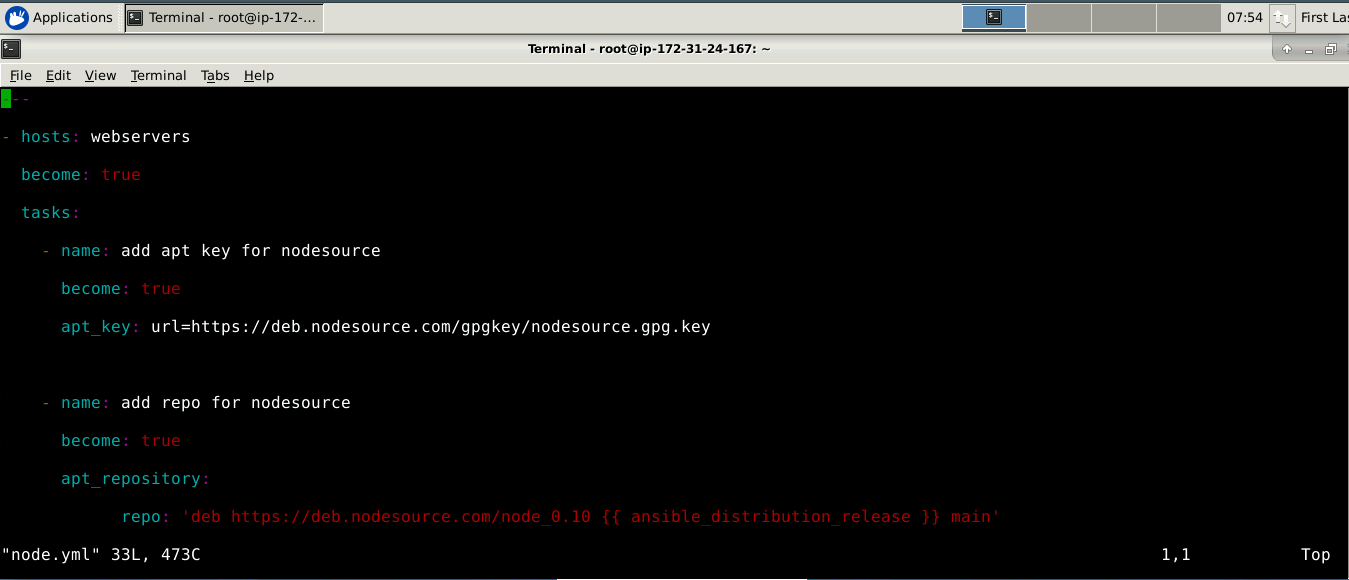 Applications
Terminal - root@ip-172-...
07:54
First Las
Terminal - root@ip-172-31-24-167: ~
File Edit View Terminal Tabs Help
---
- hosts: webservers
become: true
tasks:
- name: add apt key for nodesource
become: true
apt_key: url=https://deb.nodesource.com/gpgkey/nodesource.gpg.key
- name: add repo for nodesource
become: true
apt_repository:
repo: 'deb https://deb.nodesource.com/node_0.10 {{ ansible_distribution_release }} main'
"node.yml" 33L, 473C 1,1 Top